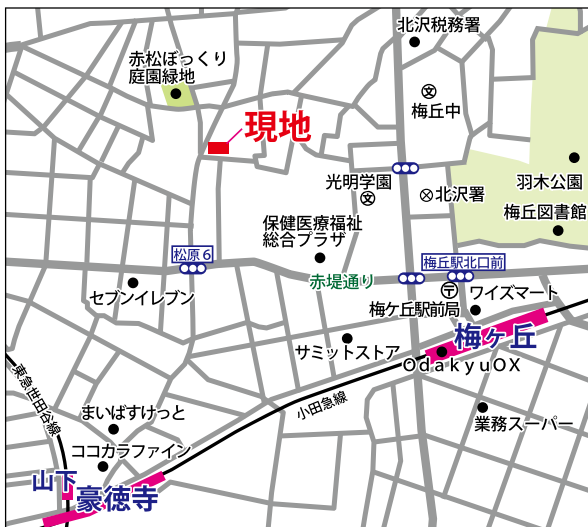 北沢税務署
赤松ぼっくり
庭園緑地
梅丘中
現地
光明学園
北沢署
羽木公園
梅丘図書館
保健医療福祉
総合プラザ
松原６
梅丘駅北口前
赤堤通り
セブンイレブン
梅ケ丘駅前局
ワイズマート
梅ヶ丘
サミットストア
OdakyuOX
東急世田谷線
小田急線
まいばすけっと
業務スーパー
ココカラファイン
山下
豪徳寺